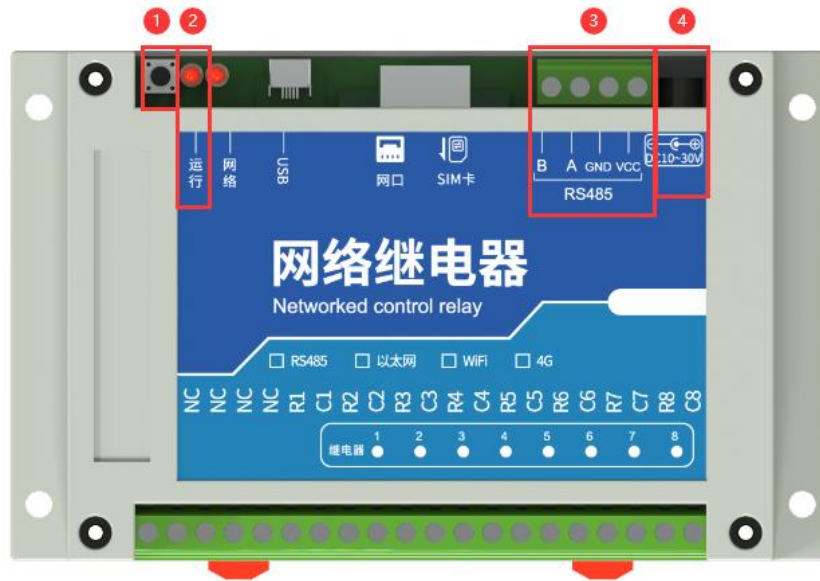 1 2 3 4
运行
网络
USB
网口
SIM卡
B A GND VCC
RS485
DC10~30V
网络继电器
Networked control relay
RS485 以太网 WiFi 4G
NC NC NC NC R1 C1 R2 C2 R3 C3 R4 C4 R5 C5 R6 C6 R7 C7 R8 C8
继电器 1 2 3 4 5 6 7 8